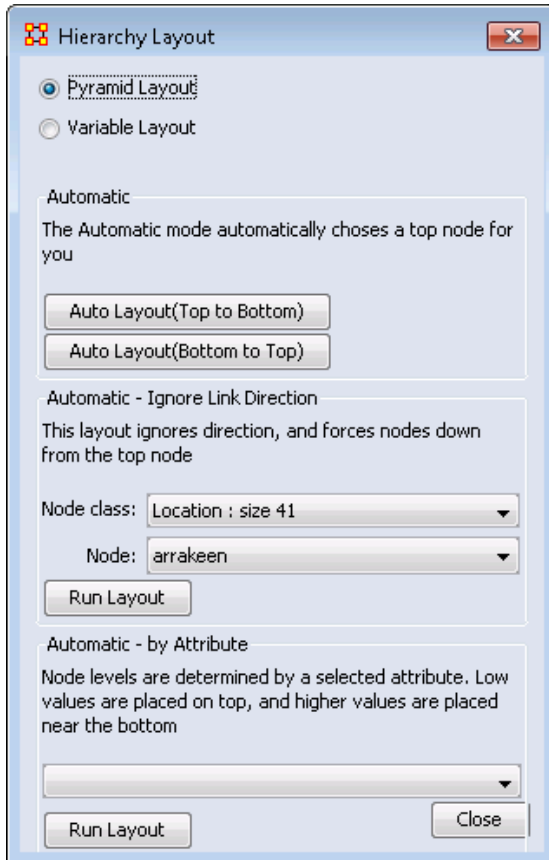 Hierarchy Layout
Pyramid Layout
Variable Layout
Automatic
The Automatic mode automatically choses a top node for
you
Auto Layout(Top to Bottom)
Auto Layout(Bottom to Top)
Automatic - Ignore Link Direction
This layout ignores direction, and forces nodes down
from the top node
Node class: Location : size 41
Node: arrakeen
Run Layout
Automatic - by Attribute
Node levels are determined by a selected attribute. Low
values are placed on top, and higher values are placed
near the bottom
Run Layout
Close